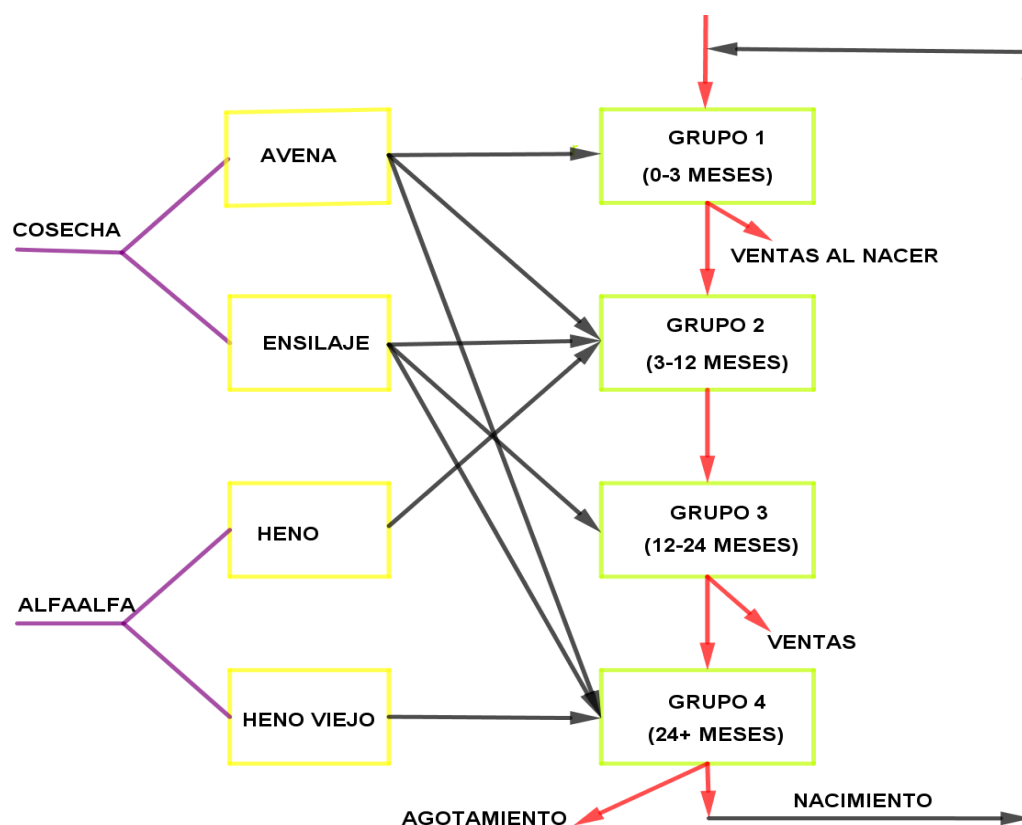 GRUPO 1
(0-3 MESES)
AVENA
COSECHA
VENTAS AL NACER
GRUPO 2
(3-12 MESES)
ENSILAJE
GRUPO 3
(12-24 MESES)
HENO
ALFAALFA
VENTAS
GRUPO 4
(24+ MESES)
HENO VIEJO
NACIMIENTO
AGOTAMIENTO